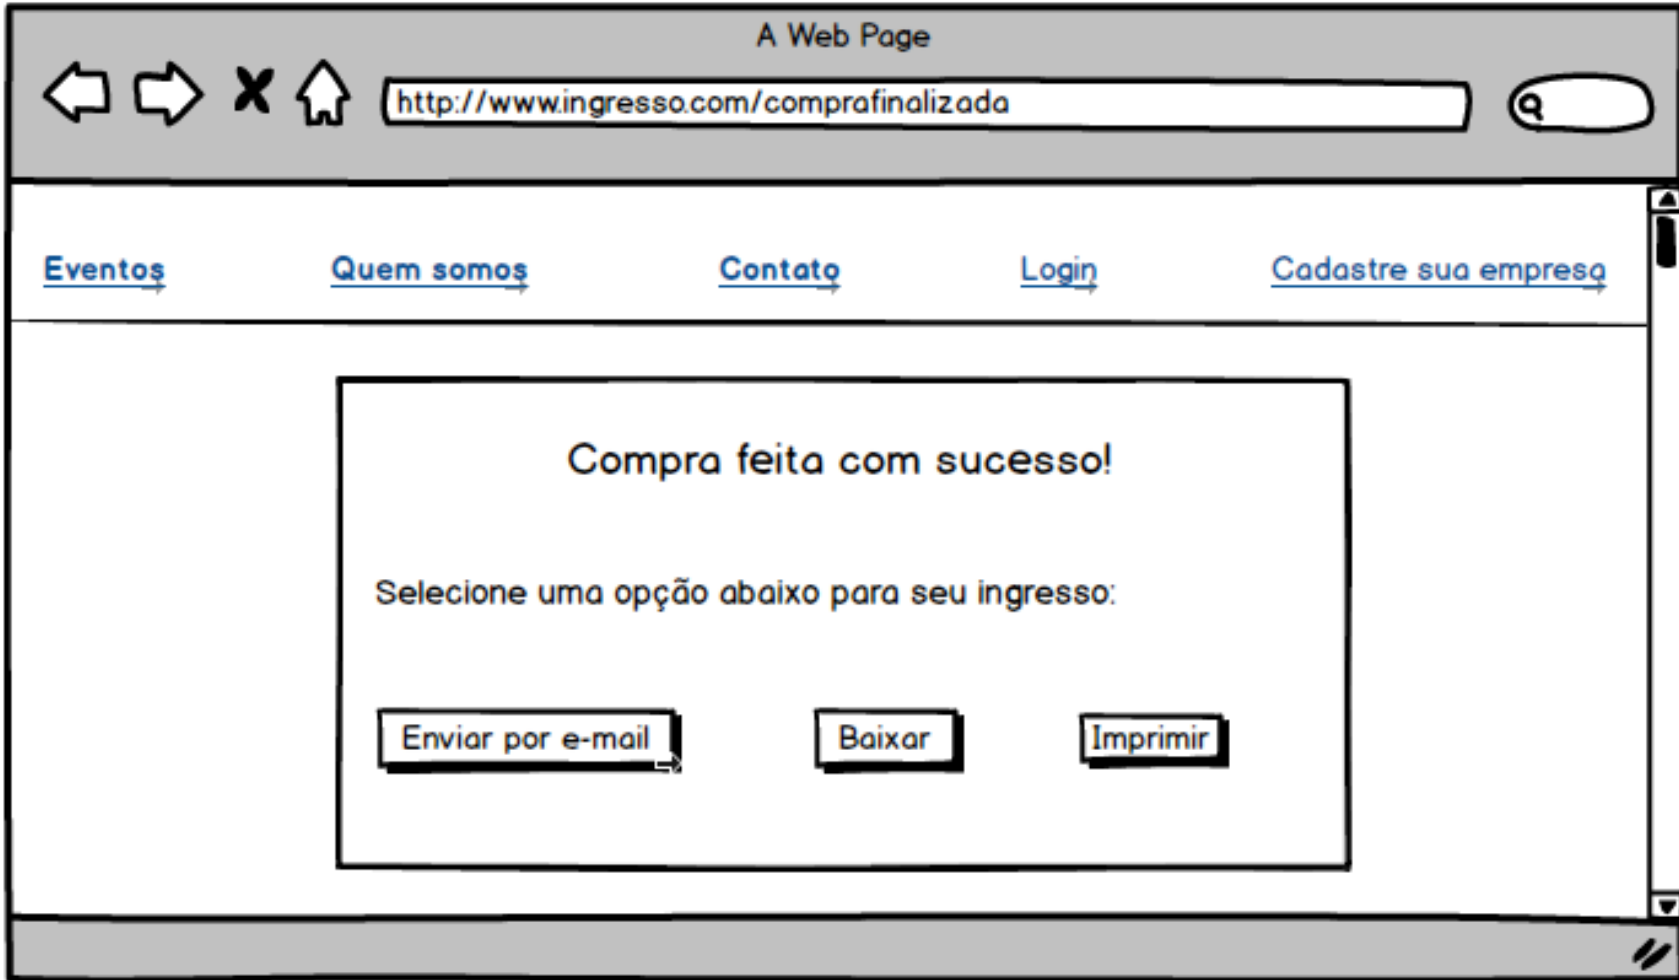 A Web Page
http://www.ingresso.com/comprafinalizada
Eventos Quem somos Contato Login Cadastre sua empresa
Compra feita com sucesso!
Selecione uma opção abaixo para seu ingresso:
Enviar por e-mail Baixar Imprimir